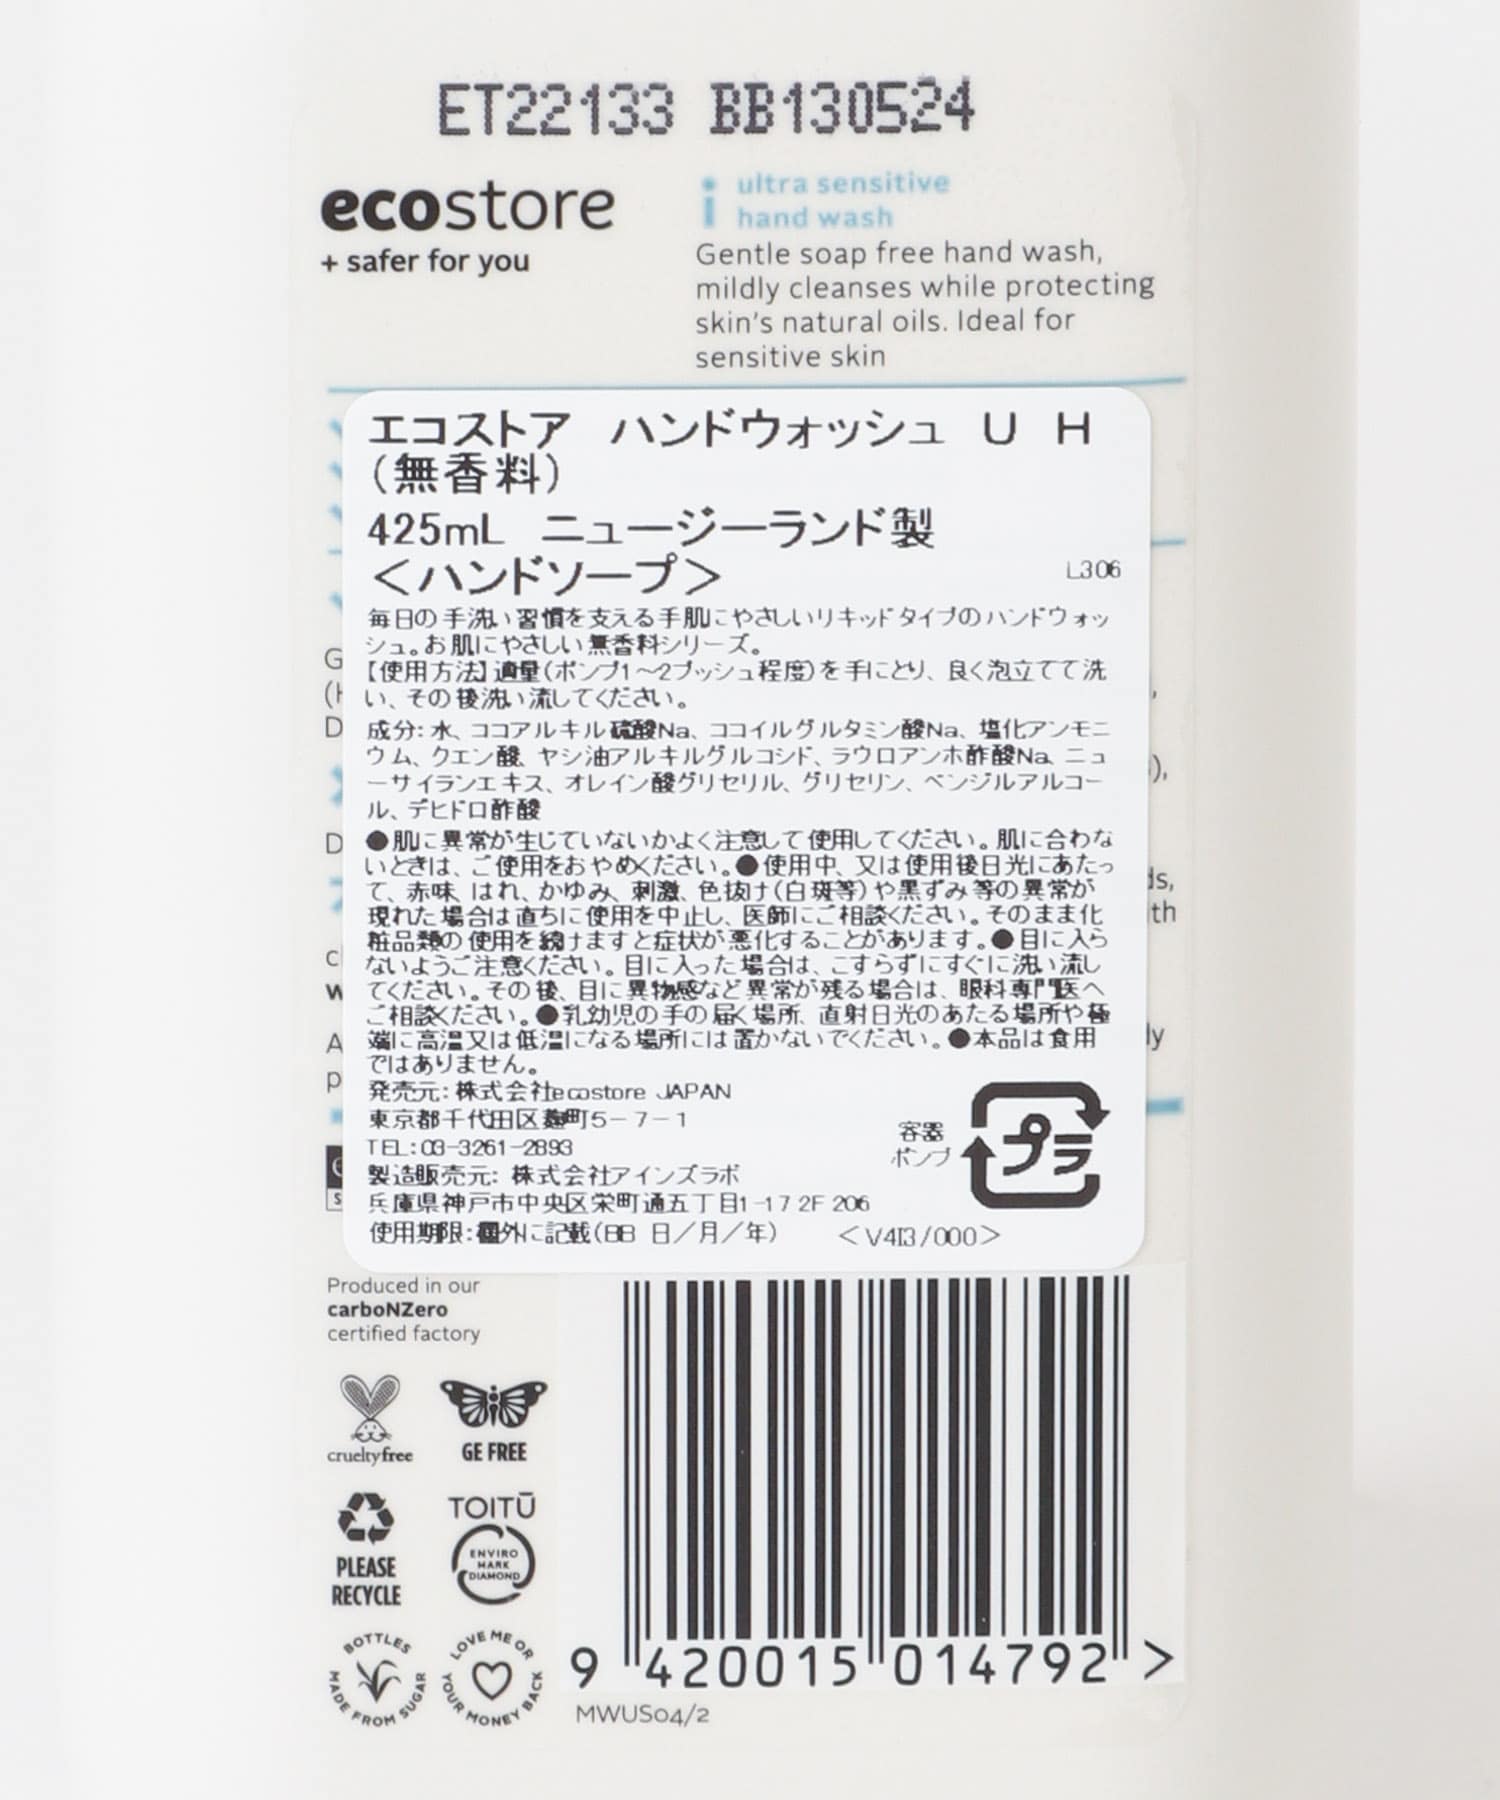 ET22133 BB130524
ecostore
+ safer for you
i ultra sensitive
hand wash
Gentle soap free hand wash,
mildly cleanses while protecting
skin's natural oils. Ideal for
sensitive skin
エコストア ハンドウォッシュ U H
(無香料)
425mL ニュージーランド製
<ハンドソープ>
L306
毎日の手洗い習慣を支える手肌にやさしいリキッドタイプのハンドウォッ
シュ。お肌にやさしい無香料シリーズ。
【使用方法】適量(ポンプ1~2プッシュ程度)を手にとり、良く泡立てて洗
い、その後洗い流してください。
成分:水、ココアルキル硫酸Na、ココイルグルタミン酸Na、塩化アンモニ
ウム、クエン酸、ヤシ油アルキルグルコシド、ラウロアンホ酢酸Na、ニュ
ーサイランエキス、オレイン酸グリセリル、グリセリン、ベンジルアルコー
ル、デヒドロ酢酸
●肌に異常が生じていないかよく注意して使用してください。肌に合わな
いときは、ご使用をおやめください。●使用中、又は使用後日光にあたっ
て、赤味、はれ、かゆみ、刺激、色抜け(白斑等)や黒ずみ等の異常が
現れた場合は直ちに使用を中止し、医師にご相談ください。そのまま化
粧品類の使用を続けますと症状が悪化することがあります。●目に入ら
ないようご注意ください。目に入った場合は、こすらずにすぐに洗い流し
てください。その後、目に異物感など異常が残る場合は、眼科専門医へ
ご相談ください。●乳幼児の手の届く場所、直射日光のあたる場所や極
端に高温又は低温になる場所には置かないでください。●本品は食用
ではありません。
発売元:株式会社ecostore JAPAN
東京都千代田区麹町5-7-1
TEL:03-3261-2893
製造販売元:株式会社アインズラボ
兵庫県神戸市中央区栄町通五丁目1-17 2F 206
使用期限:欄外に記載(BB 日/月/年) <V413/000>
容器
ポンプ
プラ
Produced in our
carboNZero
certified factory
crueltyfree
GE FREE
PLEASE
RECYCLE
TOITŪ
ENVIRO
MARK
DIAMOND
BOTTLES
MADE FROM SUGAR
LOVE ME OR
YOUR MONEY BACK
9 420015 014792 >
MWUS04/2